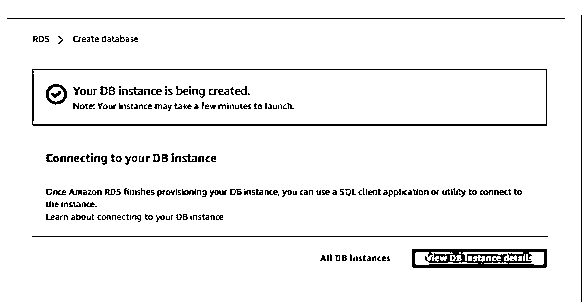 RDS > Create database
Your DB instance is being created.
Note: Your instance may take a few minutes to launch.
Connecting to your DB instance
Once Amazon RDS finishes provisioning your DB instance, you can use a SQL client application or utility to connect to
the instance.
Learn about connecting to your DB instance
All DB instances
View DB instance details